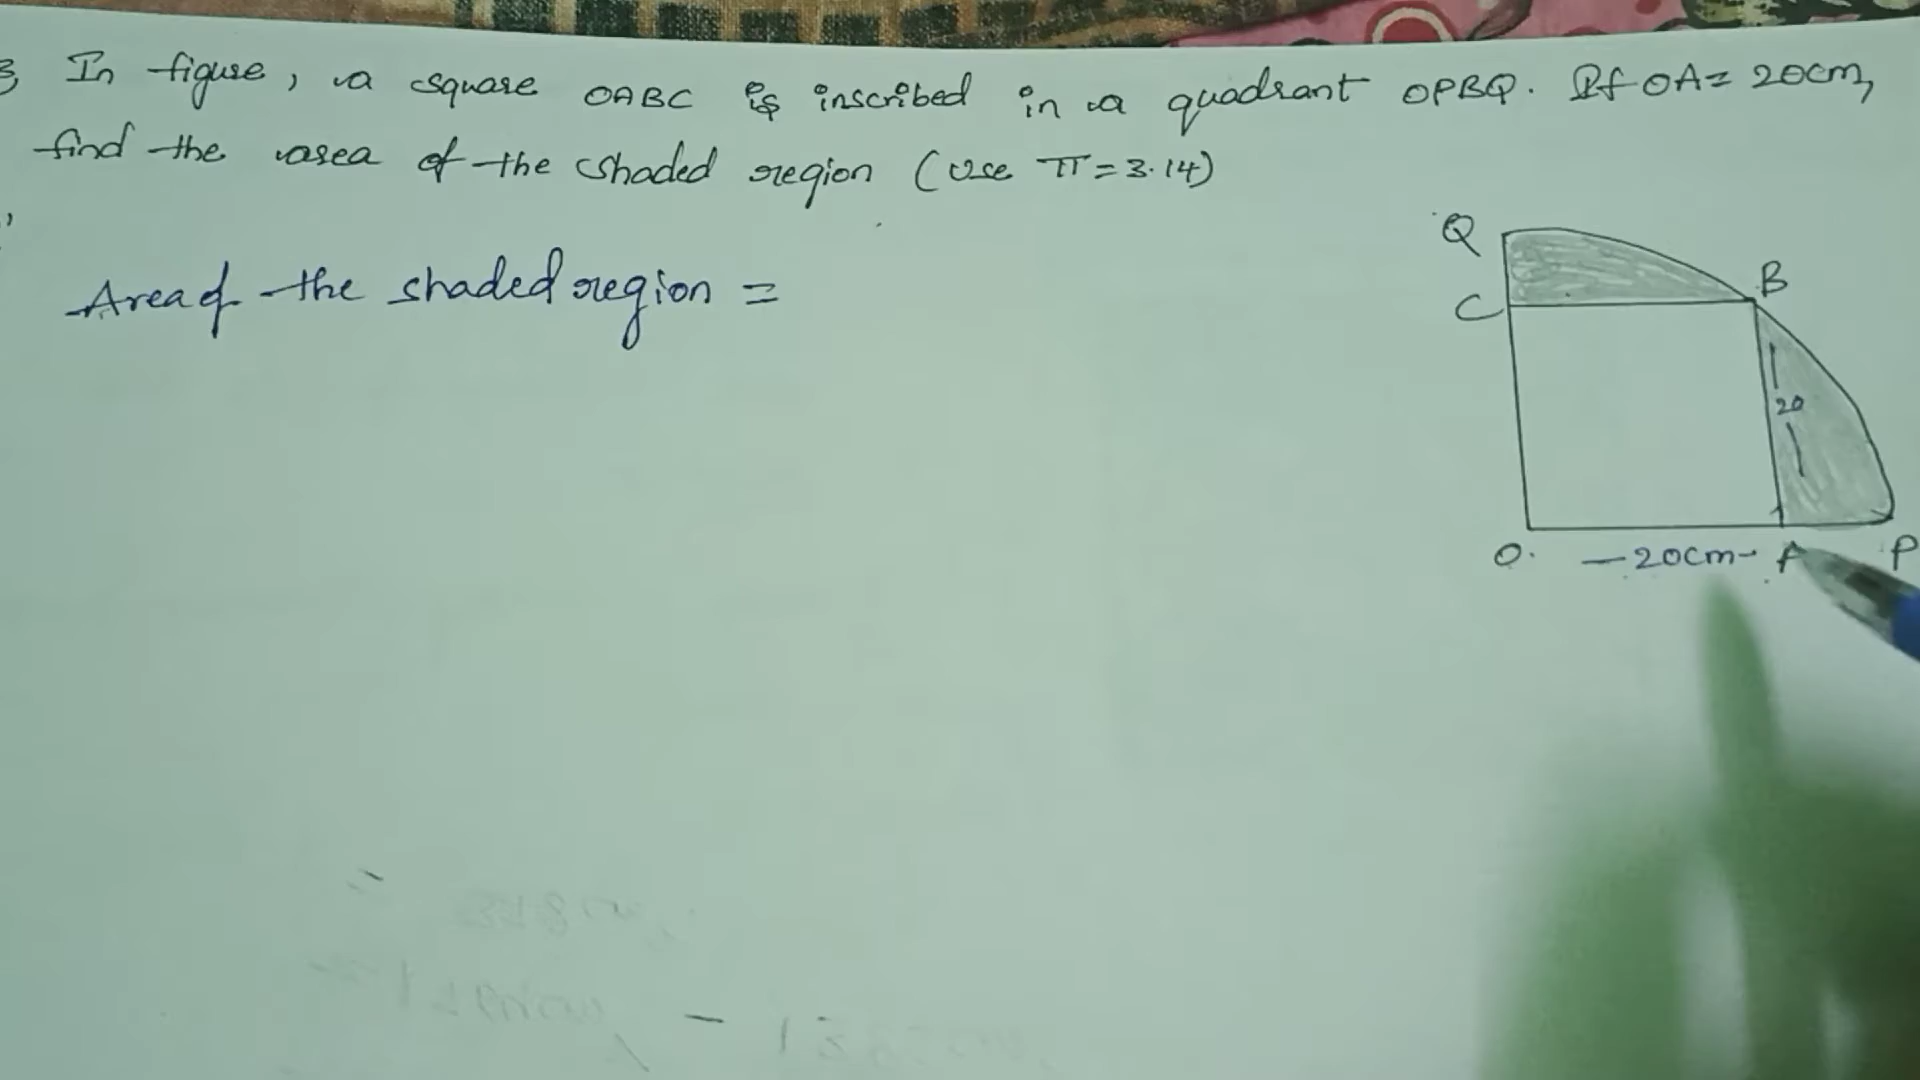 3, In figure, a square OABC is inscribed in a quadrant OPBQ. If OA = 20cm,
find the area of the shaded region (Use π = 3.14)
Area of the shaded region =
Q
B
C
20
O.
-20cm-
A
P